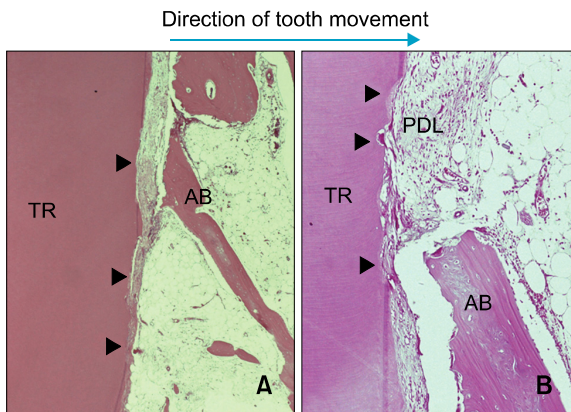 Direction of tooth movement
TR
AB
A
PDL
TR
AB
B